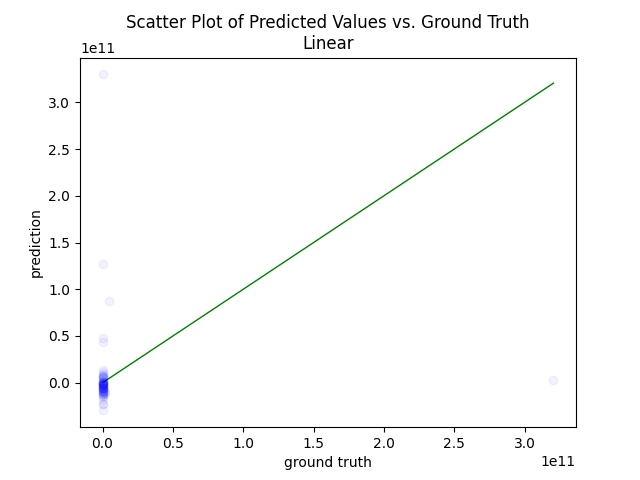 Scatter Plot of Predicted Values vs. Ground Truth
Linear
1e11
3.0
2.5
2.0
1.5
1.0
0.5
0.0
prediction
0.0 0.5 1.0 1.5 2.0 2.5 3.0
ground truth
1e11